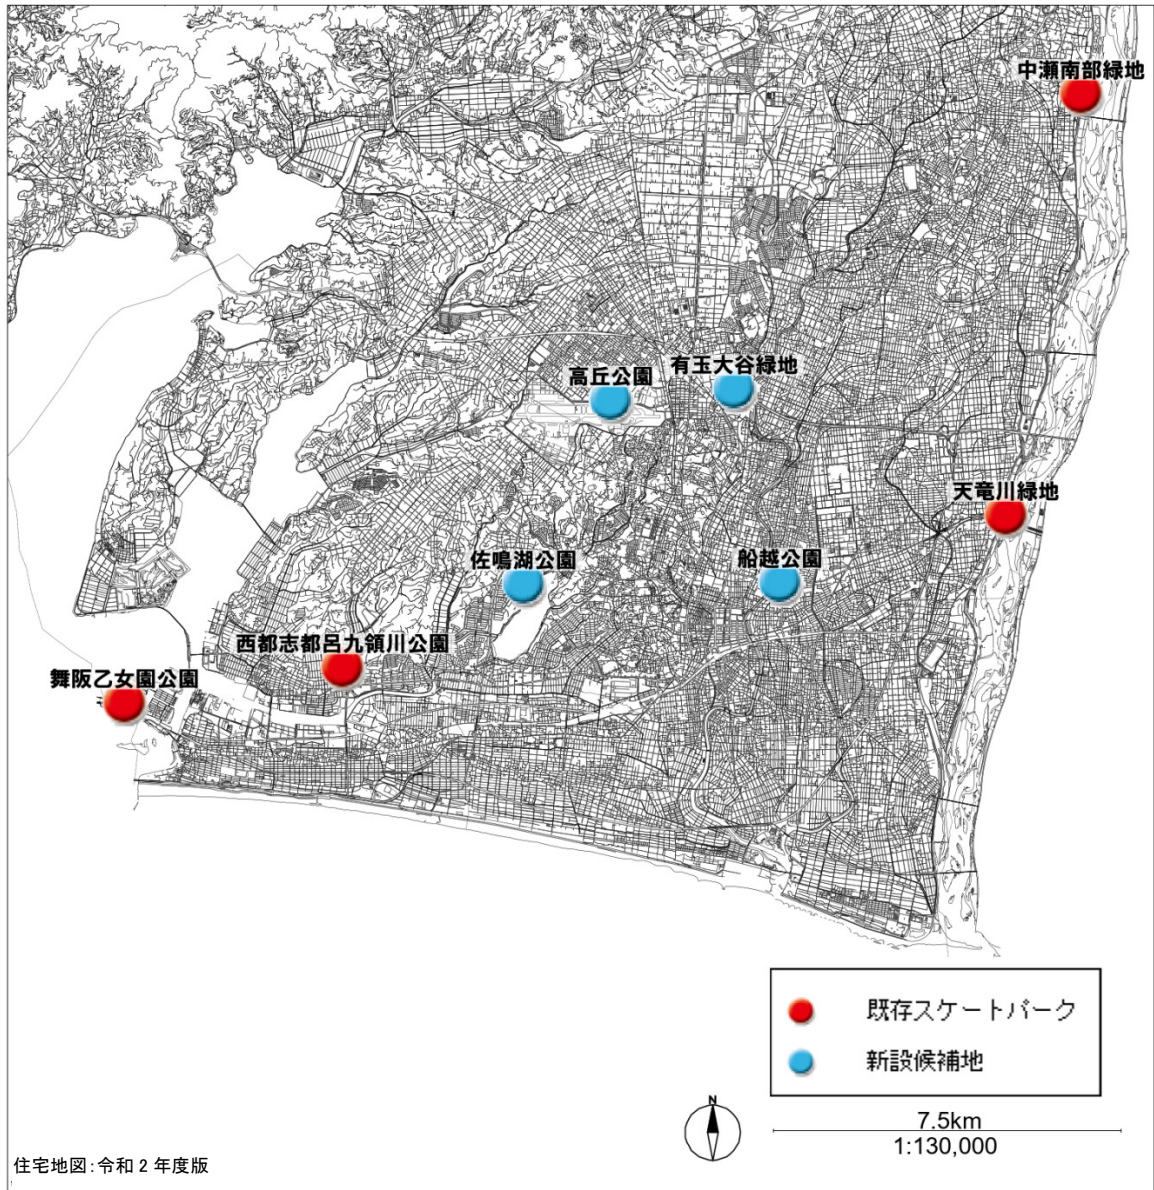 中瀬南部緑地
有玉大谷緑地
高丘公園
天竜川緑地
佐鳴湖公園
船越公園
西都志都呂九領川公園
舞阪乙女園公園
既存スケートパーク
新設候補地
N
7.5km
1:130,000
住宅地図:令和2年度版